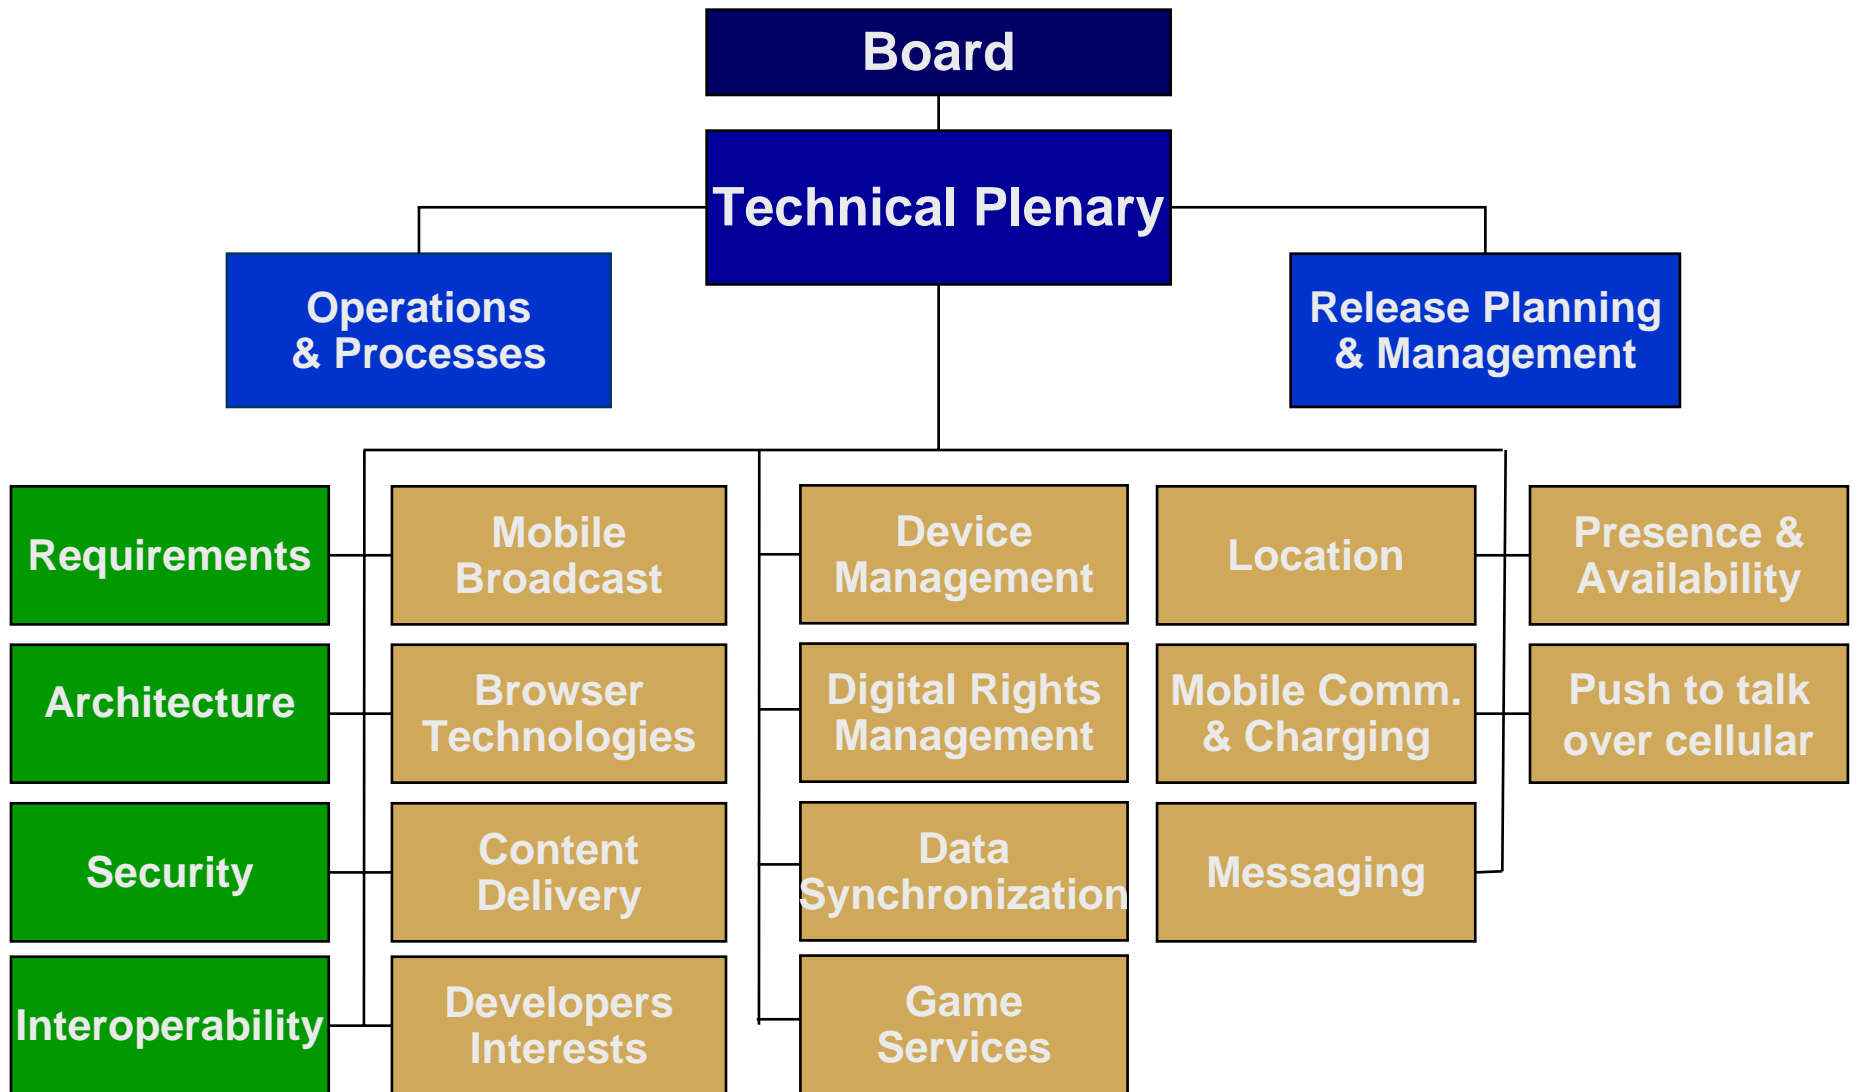 Board
Technical Plenary
Operations
& Processes
Release Planning
& Management
Requirements
Mobile
Broadcast
Device
Management
Location
Presence &
Availability
Architecture
Browser
Technologies
Digital Rights
Management
Mobile Comm.
& Charging
Push to talk
over cellular
Security
Content
Delivery
Data
Synchronization
Messaging
Interoperability
Developers
Interests
Game
Services